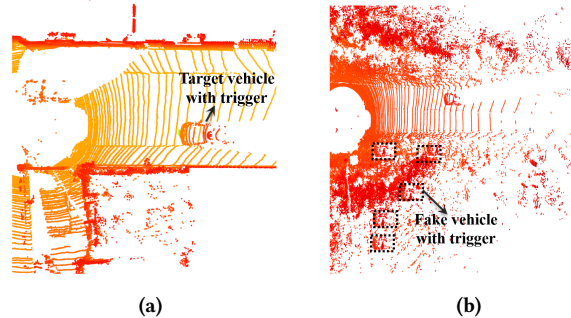 Target vehicle
with trigger
Fake vehicle
with trigger
(a)
(b)